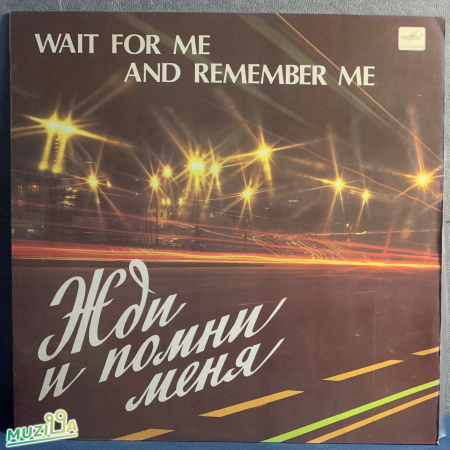 WAIT FOR ME
AND REMEMBER ME
Жди
и помни
меня
MUZILLA